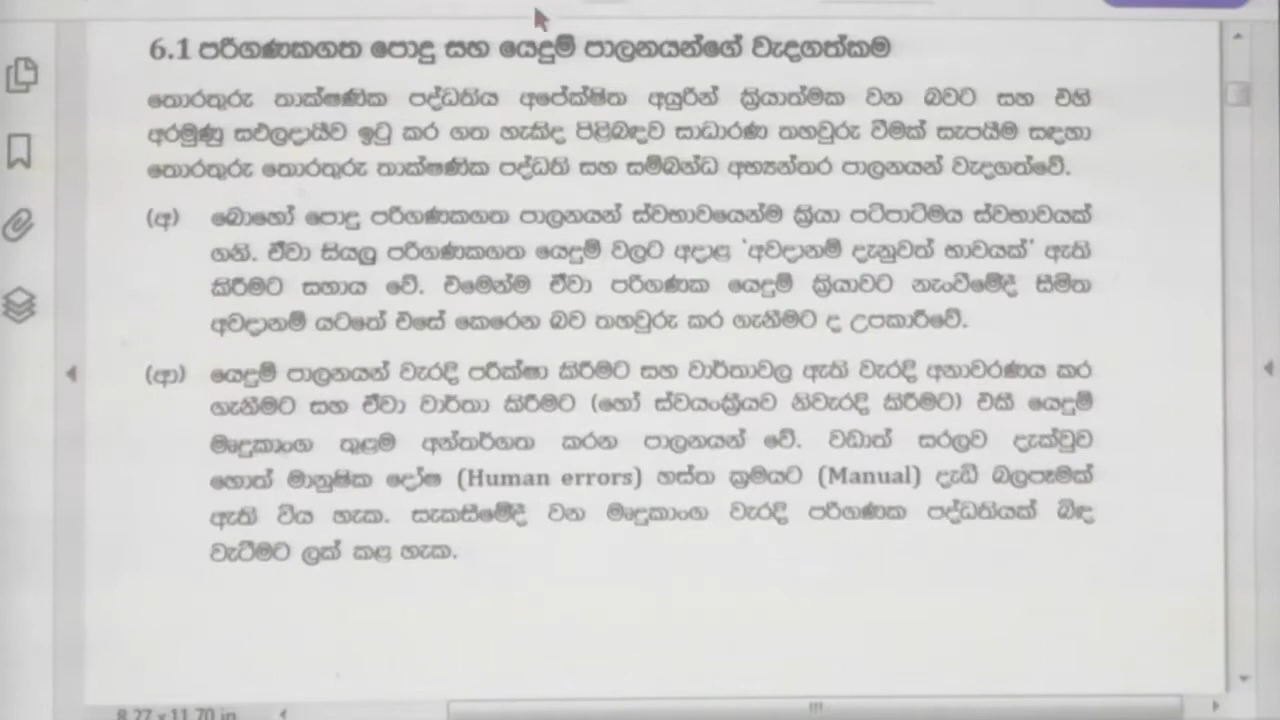 6.1 පරිගණකගත පොදු සහ යෙදුම් පාලනයන්ගේ වැදගත්කම
තොරතුරු තාක්ෂණික පද්ධතිය අපේක්ෂිත අයුරින් ක්‍රියාත්මක වන බවට සහ එහි
අරමුණු සඵලදායීව ඉටු කර ගත හැකිද පිළිබඳව සාධාරණ තහවුරු වීමක් සැපයීම සඳහා
තොරතුරු තොරතුරු තාක්ෂණික පද්ධති සහ සම්බන්ධ අභ්‍යන්තර පාලනයන් වැදගත්වේ.
(අ) බොහෝ පොදු පරිගණකගත පාලනයන් ස්වභාවයෙන්ම ක්‍රියා පටිපාටිමය ස්වභාවයක්
ගනී. ඒවා සියලු පරිගණකගත යෙදුම් වලට අදාළ 'අවදානම් දැනුවත් භාවයක්' ඇති
කිරීමට සහාය වේ. එමෙන්ම ඒවා පරිගණක යෙදුම් ක්‍රියාවට නැංවීමේදී සීමිත
අවදානම් යටතේ එසේ කෙරෙන බව තහවුරු කර ගැනීමට ද උපකාරීවේ.
(ආ) යෙදුම් පාලනයන් වැරදි පරීක්ෂා කිරීමට සහ වාර්තාවල ඇති වැරදි අනාවරණය කර
ගැනීමට සහ ඒවා වාර්තා කිරීමට (හෝ ස්වයංක්‍රීයව නිවැරදි කිරීමට) එකී යෙදුම්
මෘදුකාංග තුළම අන්තර්ගත කරන පාලනයන් වේ. වඩාත් සරලව දැක්වුව
හොත් මානුෂික දෝෂ (Human errors) හස්ත ක්‍රමයට (Manual) දැඩි බලපෑමක්
ඇති විය හැක. සැකසීමේදී වන මෘදුකාංග වැරදි පරිගණක පද්ධතියක් බිඳ
වැටීමට ලක් කළ හැක.
8.27 x 11.70 in